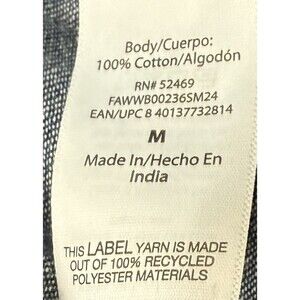 Body/Cuerpo:
100% Cotton/Algodón
RN# 52469
FAWWB00236SM24
EAN/UPC 8 40137732814
M
Made In/Hecho En
India
THIS LABEL YARN IS MADE
OUT OF 100% RECYCLED
POLYESTER MATERIALS